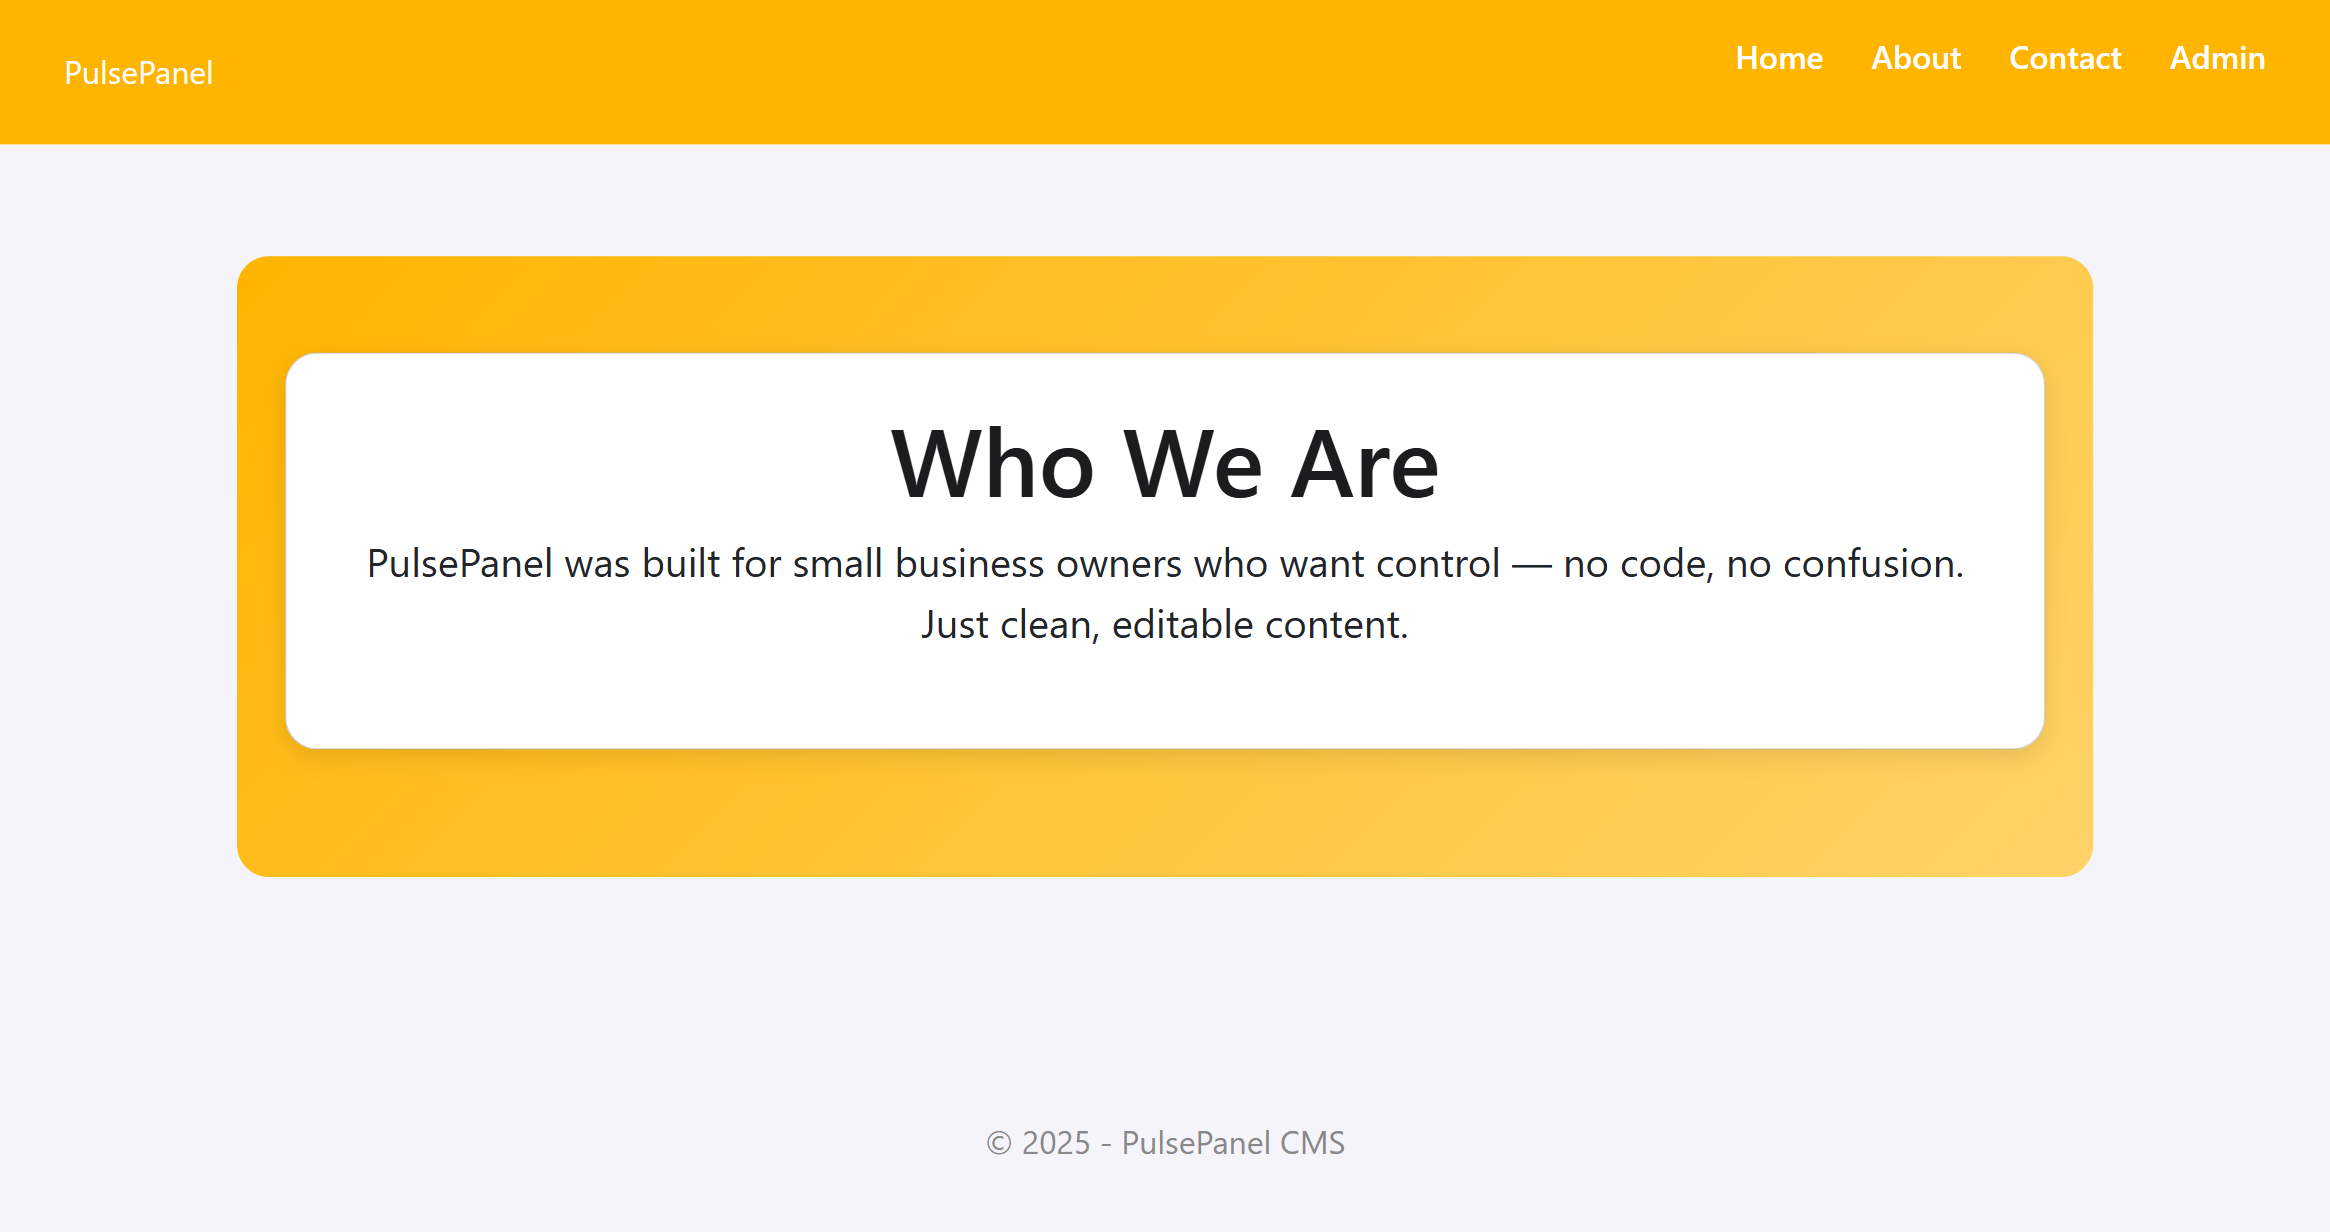 PulsePanel
Home About Contact Admin
Who We Are
PulsePanel was built for small business owners who want control — no code, no confusion.
Just clean, editable content.
© 2025 - PulsePanel CMS